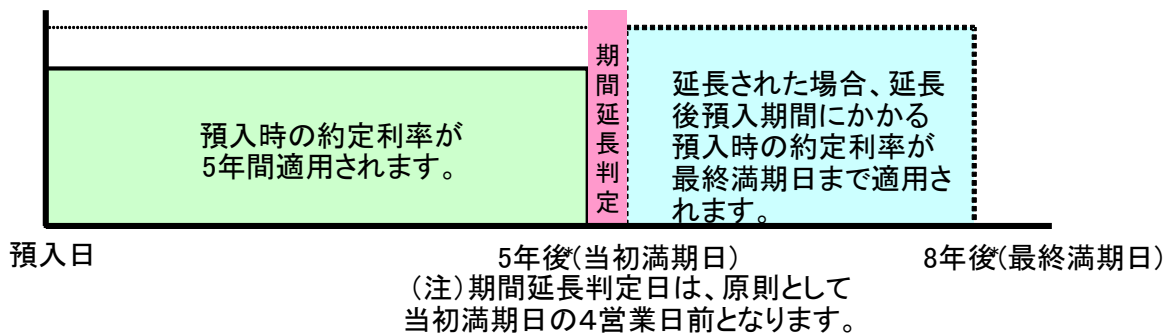 預入時の約定利率が
5年間適用されます。
期間延長判定
延長された場合、延長
後預入期間にかかる
預入時の約定利率が
最終満期日まで適用さ
れます。
預入日
5年後*(当初満期日)
8年後*(最終満期日)
(注)期間延長判定日は、原則として
当初満期日の4営業日前となります。